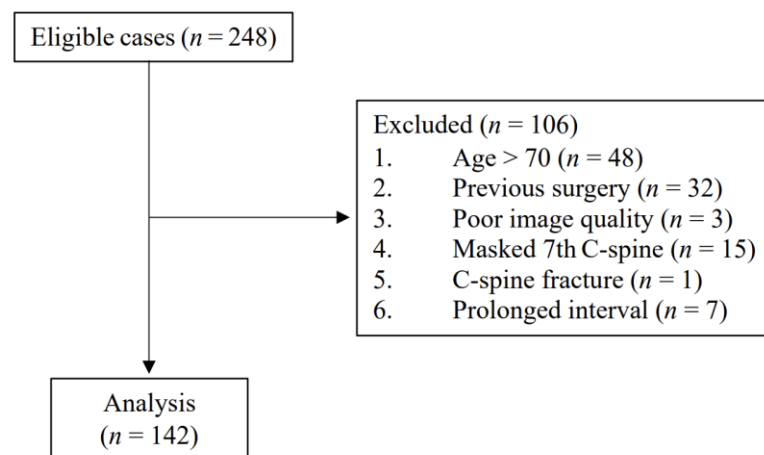 Eligible cases (n = 248)
Excluded (n = 106)
1. Age > 70 (n = 48)
2. Previous surgery (n = 32)
3. Poor image quality (n = 3)
4. Masked 7th C-spine (n = 15)
5. C-spine fracture (n = 1)
6. Prolonged interval (n = 7)
Analysis
(n = 142)